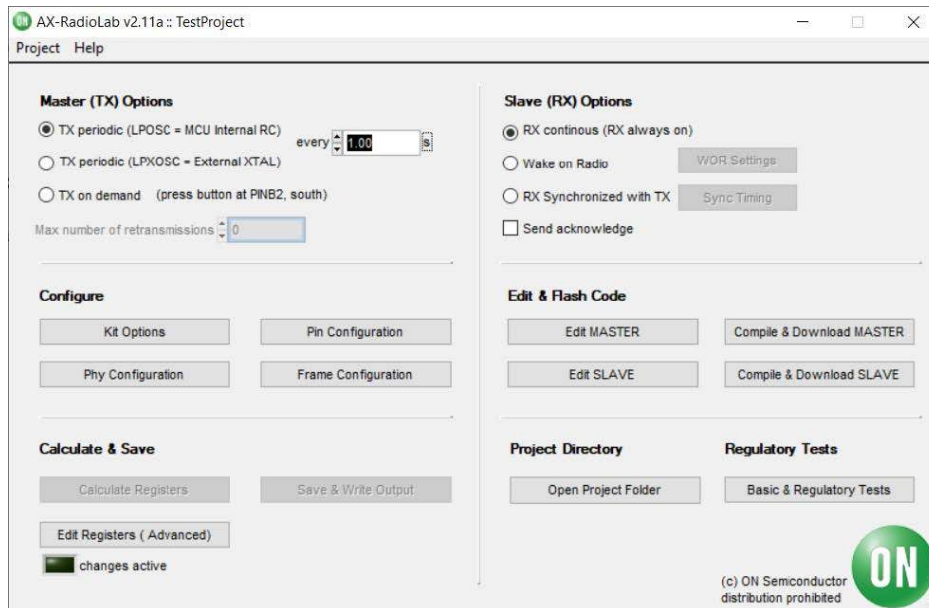 AX-RadioLab v2.11a :: TestProject
Project Help
Master (TX) Options
TX periodic (LPOSC = MCU Internal RC)
every 1.00 s
TX periodic (LPXOSC = External XTAL)
TX on demand (press button at PINB2, south)
Max number of retransmissions 0
Slave (RX) Options
RX continous (RX always on)
Wake on Radio WOR Settings
RX Synchronized with TX Sync Timing
Send acknowledge
Configure
Kit Options Pin Configuration
Phy Configuration Frame Configuration
Edit & Flash Code
Edit MASTER Compile & Download MASTER
Edit SLAVE Compile & Download SLAVE
Calculate & Save
Calculate Registers Save & Write Output
Edit Registers ( Advanced)
changes active
Project Directory
Open Project Folder
Regulatory Tests
Basic & Regulatory Tests
(c) ON Semiconductor
distribution prohibited
ON